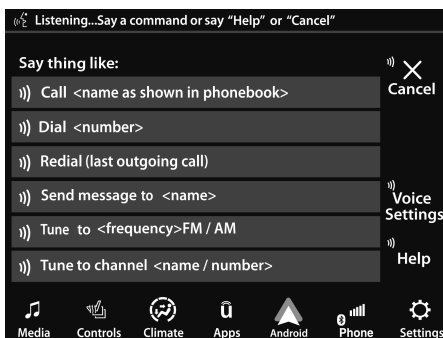 Listening...Say a command or say “Help” or “Cancel”
Say thing like:
Cancel
Call <name as shown in phonebook>
Dial <number>
Redial (last outgoing call)
Send message to <name>
Voice
Settings
Tune to <frequency>FM / AM
Help
Tune to channel <name / number>
û
Media Controls Climate Apps Android Phone Settings